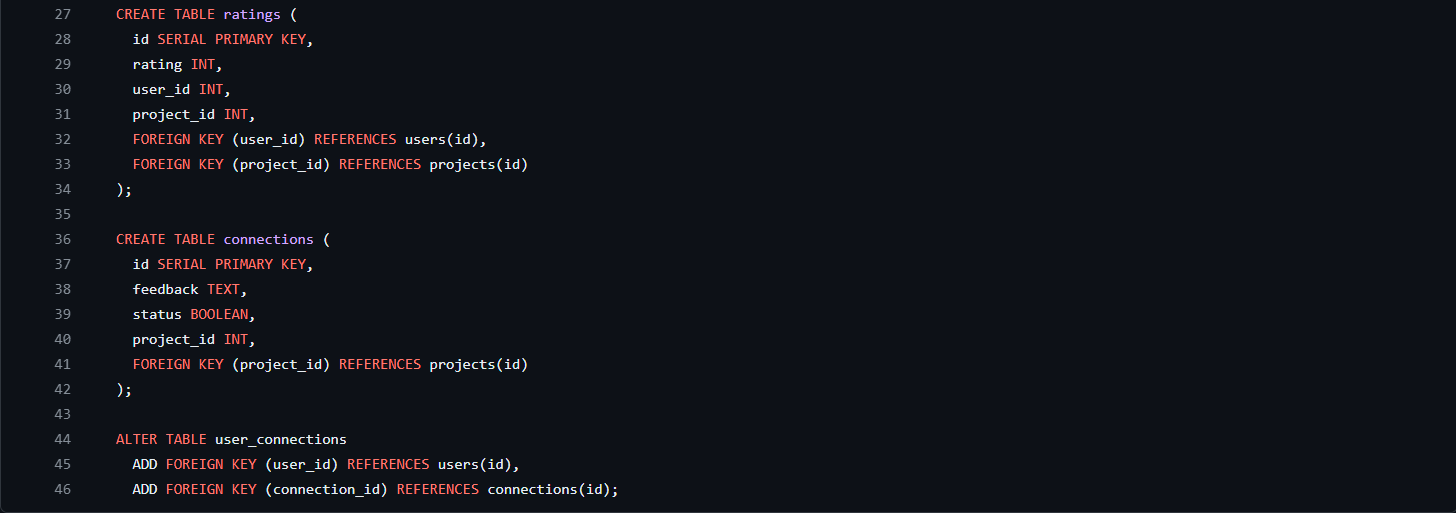 27 CREATE TABLE ratings (
28 id SERIAL PRIMARY KEY,
29 rating INT,
30 user_id INT,
31 project_id INT,
32 FOREIGN KEY (user_id) REFERENCES users(id),
33 FOREIGN KEY (project_id) REFERENCES projects(id)
34 );
35
36 CREATE TABLE connections (
37 id SERIAL PRIMARY KEY,
38 feedback TEXT,
39 status BOOLEAN,
40 project_id INT,
41 FOREIGN KEY (project_id) REFERENCES projects(id)
42 );
43
44 ALTER TABLE user_connections
45 ADD FOREIGN KEY (user_id) REFERENCES users(id),
46 ADD FOREIGN KEY (connection_id) REFERENCES connections(id);